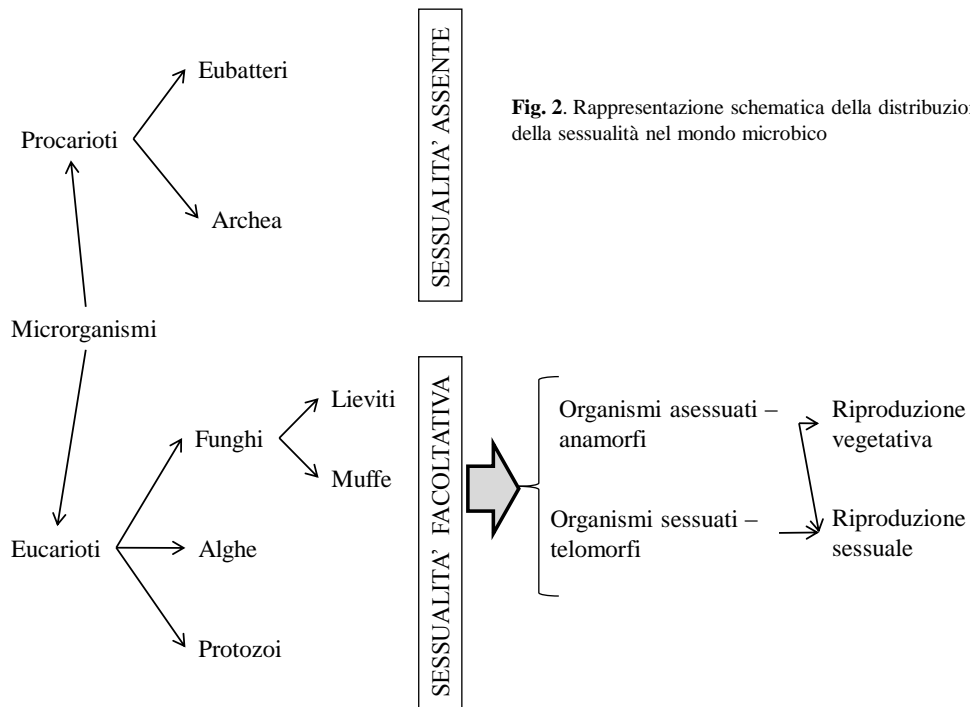 Eubatteri
Procarioti
Archea
SESSUALITA’ ASSENTE
Fig. 2. Rappresentazione schematica della
della sessualità nel mondo microbico
Microrganismi
Lieviti
Funghi
Muffe
Eucarioti
Alghe
Protozoi
SESSUALITA’ FACOLTATIVA
Organismi asessuati –
anamorfi
Riproduzione
vegetativa
Organismi sessuati –
telomorfi
Riproduzione
sessuale